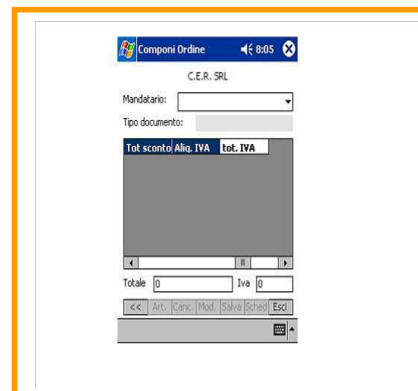 Componi Ordine 8:05
C.E.R. SRL
Mandatario:
Tipo documento:
Tot sconto Aliq. IVA tot. IVA
Totale 0 Iva 0
<< Art. Canc. Mod. Salva Sched Esci